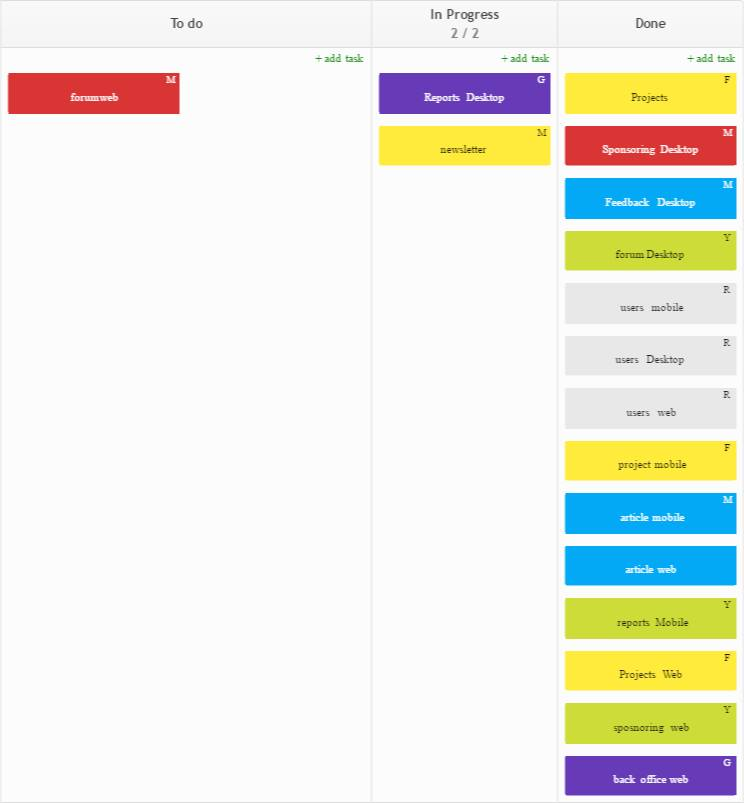 To do
In Progress
2 / 2
Done
+ add task
+ add task
+ add task
M
forumweb
G
Reports Desktop
M
newsletter
F
Projects
M
Sponsoring Desktop
M
Feedback Desktop
Y
forum Desktop
R
users mobile
R
users Desktop
R
users web
F
project mobile
M
article mobile
article web
Y
reports Mobile
F
Projects Web
Y
sposnoring web
G
back office web